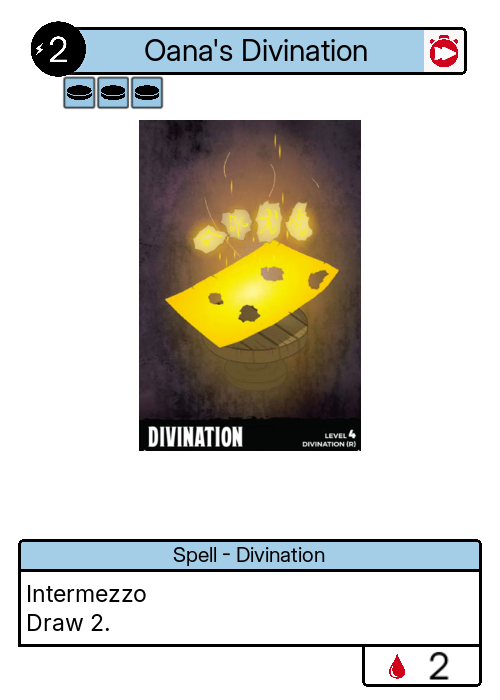 2
Oana's Divination
DIVINATION
LEVEL 4
DIVINATION (R)
Spell - Divination
Intermezzo
Draw 2.
2